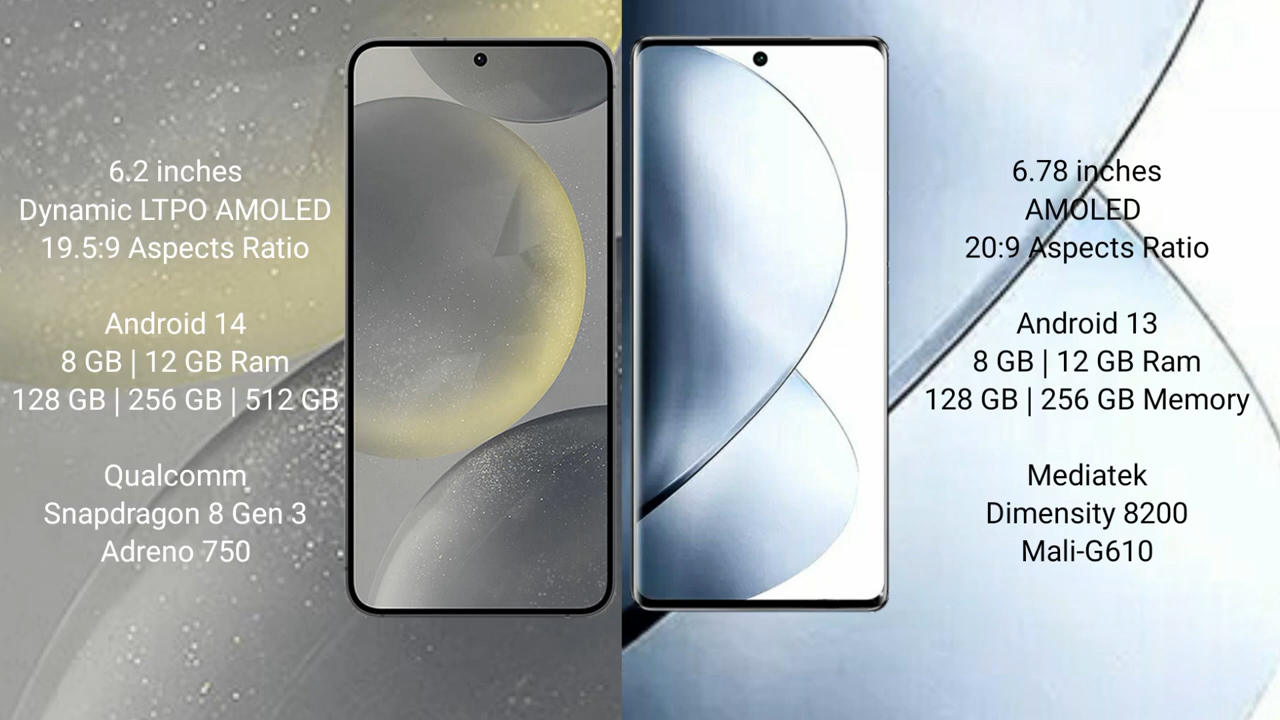 6.2 inches
Dynamic LTPO AMOLED
19.5:9 Aspects Ratio
Android 14
8 GB | 12 GB Ram
128 GB | 256 GB | 512 GB
Qualcomm
Snapdragon 8 Gen 3
Adreno 750
6.78 inches
AMOLED
20:9 Aspects Ratio
Android 13
8 GB | 12 GB Ram
128 GB | 256 GB Memory
Mediatek
Dimensity 8200
Mali-G610